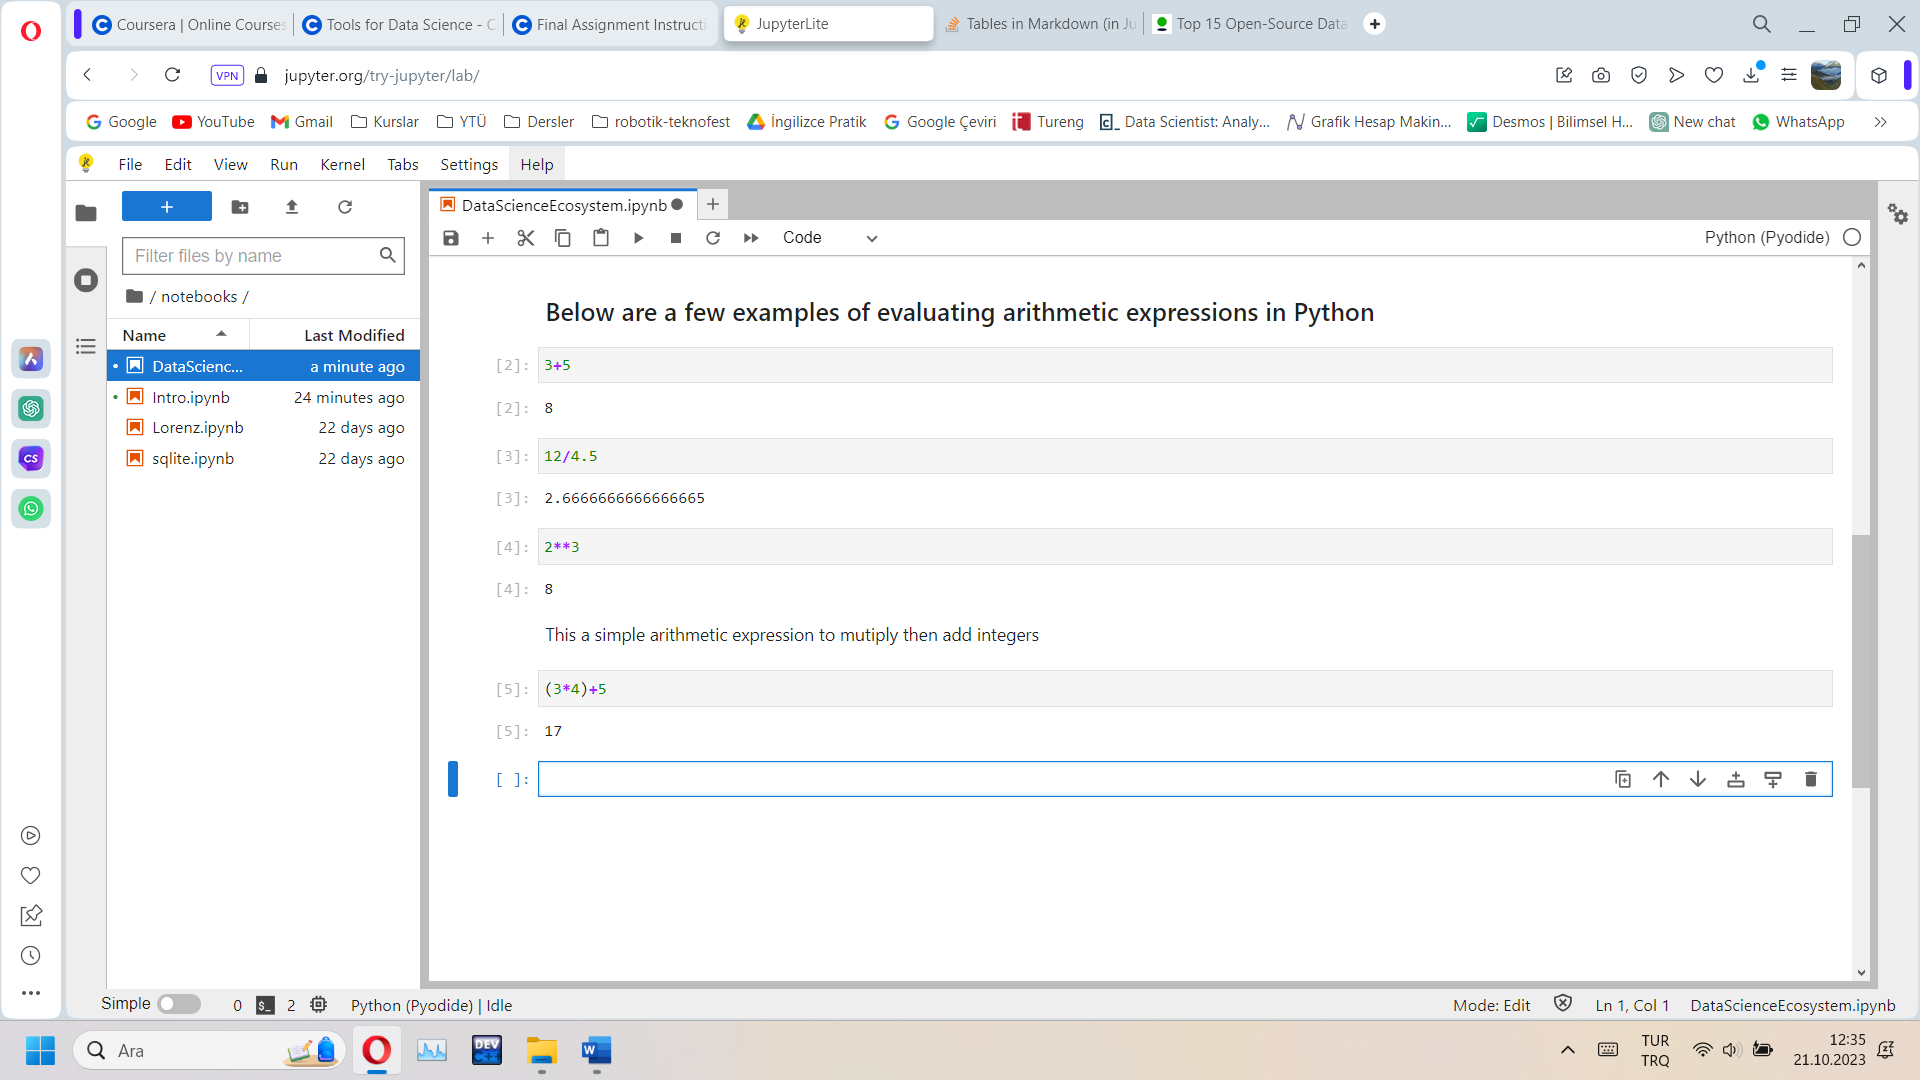 Coursera | Online Courses
Tools for Data Science - C
Final Assignment Instructi
JupyterLite
Tables in Markdown (in Ju
Top 15 Open-Source Data
VPN
jupyter.org/try-jupyter/lab/
Google
YouTube
Gmail
Kurslar
YTÜ
Dersler
robotik-teknofest
İngilizce Pratik
Google Çeviri
Tureng
Data Scientist: Analy...
Grafik Hesap Makin...
Desmos | Bilimsel H...
New chat
WhatsApp
File
Edit
View
Run
Kernel
Tabs
Settings
Help
Filter files by name
/ notebooks /
Name
Last Modified
DataScienc...
a minute ago
Intro.ipynb
24 minutes ago
Lorenz.ipynb
22 days ago
sqlite.ipynb
22 days ago
DataScienceEcosystem.ipynb
Code
Python (Pyodide)
Below are a few examples of evaluating arithmetic expressions in Python
[2]: 3+5
[2]: 8
[3]: 12/4.5
[3]: 2.6666666666666665
[4]: 2**3
[4]: 8
This a simple arithmetic expression to mutiply then add integers
[5]: (3*4)+5
[5]: 17
[ ]:
CS
Simple
0
$_
2
Python (Pyodide) | Idle
Mode: Edit
Ln 1, Col 1
DataScienceEcosystem.ipynb
Ara
DEV
C++
W
TUR
TRQ
12:35
21.10.2023